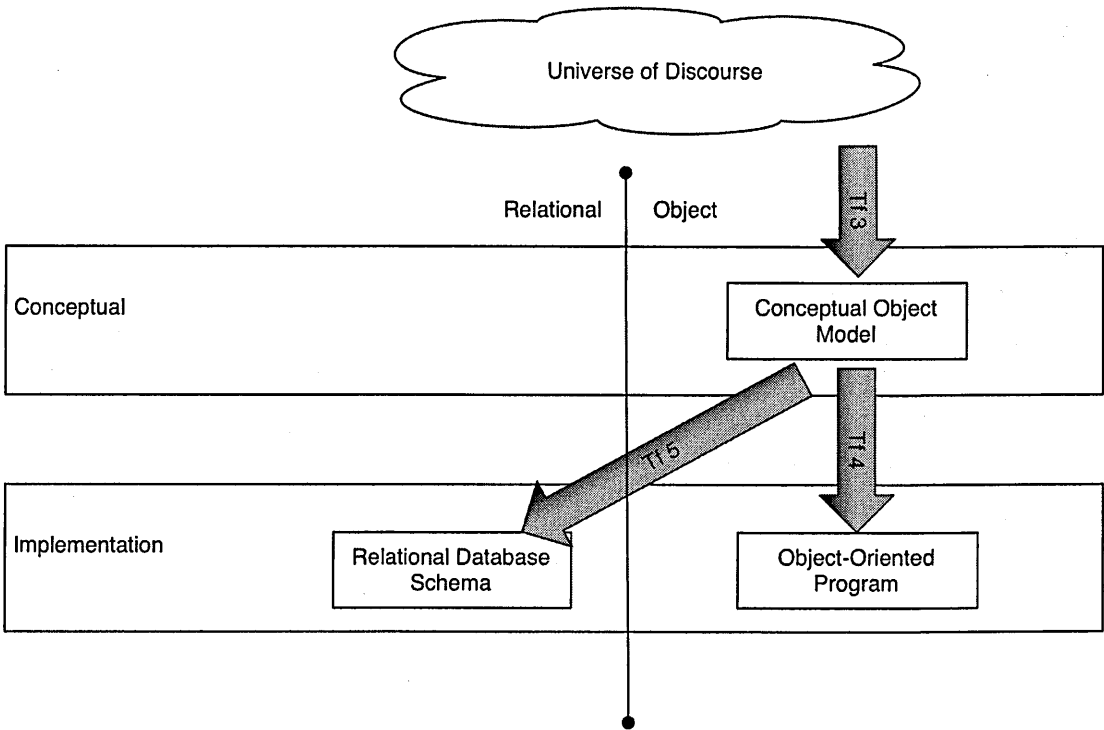 Universe of Discourse
Relational
Object
Tf 3
Conceptual
Conceptual Object
Model
Tf 5
Tf 4
Implementation
Relational Database
Schema
Object-Oriented
Program